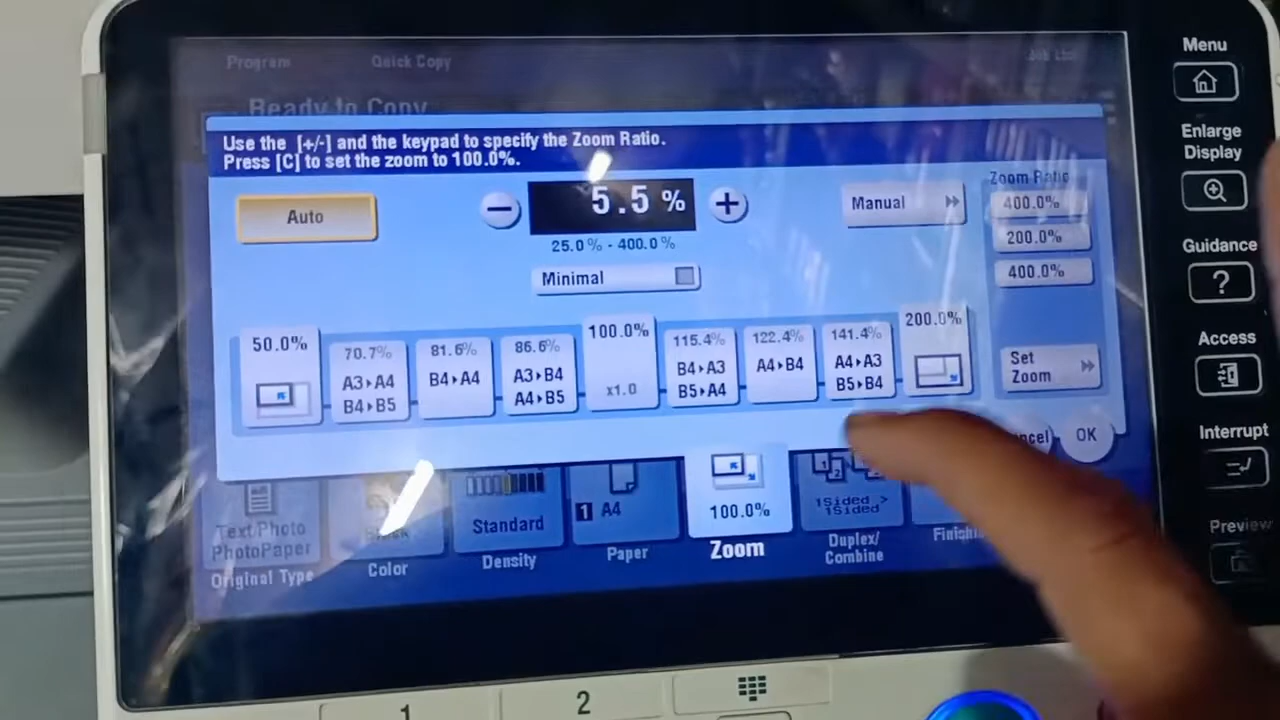 Program
Quick Copy
Job List
Ready to Copy
Use the [+/-] and the keypad to specify the Zoom Ratio.
Press [C] to set the zoom to 100.0%.
Auto
5.5 %
25.0 % - 400.0 %
Minimal
Manual
Zoom Ratio
400.0%
200.0%
400.0%
50.0%
70.7%
A3▸A4
B4▸B5
81.6%
B4▸A4
86.6%
A3▸B4
A4▸B5
100.0%
x1.0
115.4%
B4▸A3
B5▸A4
122.4%
A4▸B4
141.4%
A4▸A3
B5▸B4
200.0%
Set
Zoom
OK
Text/Photo
PhotoPaper
Original Type
Color
Standard
Density
1 A4
Paper
100.0%
Zoom
1Sided >
1Sided
Duplex/
Combine
Menu
Enlarge
Display
Guidance
?
Access
Interrupt
Preview
1
2